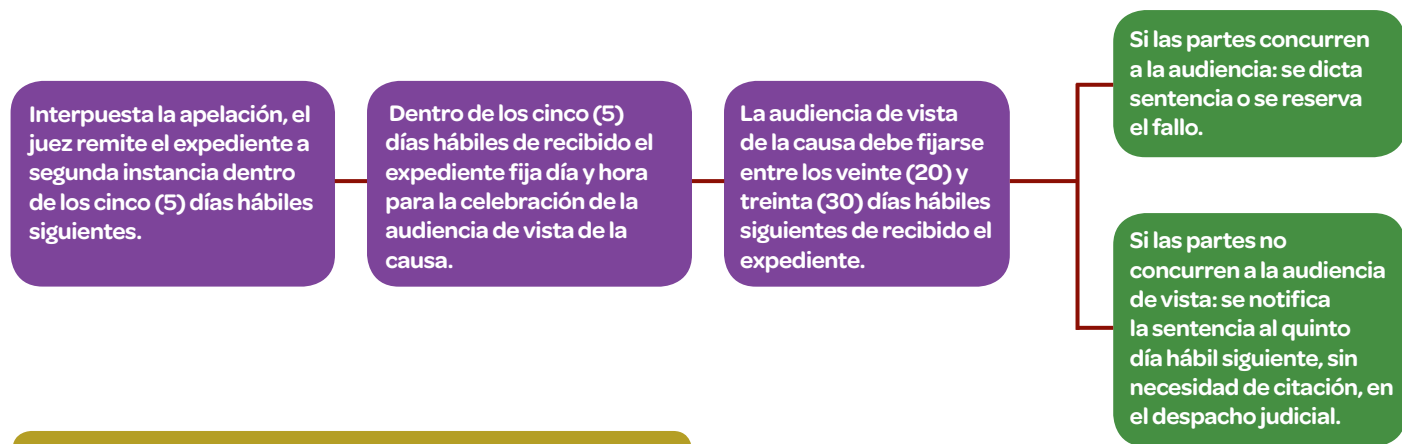 Interpuesta la apelación, el
juez remite el expediente a
segunda instancia dentro
de los cinco (5) días hábiles
siguientes.
Dentro de los cinco (5)
días hábiles de recibido el
expediente fija día y hora
para la celebración de la
audiencia de vista de la
causa.
La audiencia de vista
de la causa debe fijarse
entre los veinte (20) y
treinta (30) días hábiles
siguientes de recibido el
expediente.
Si las partes concurren
a la audiencia: se dicta
sentencia o se reserva
el fallo.
Si las partes no
concurren a la audiencia
de vista: se notifica
la sentencia al quinto
día hábil siguiente, sin
necesidad de citación, en
el despacho judicial.